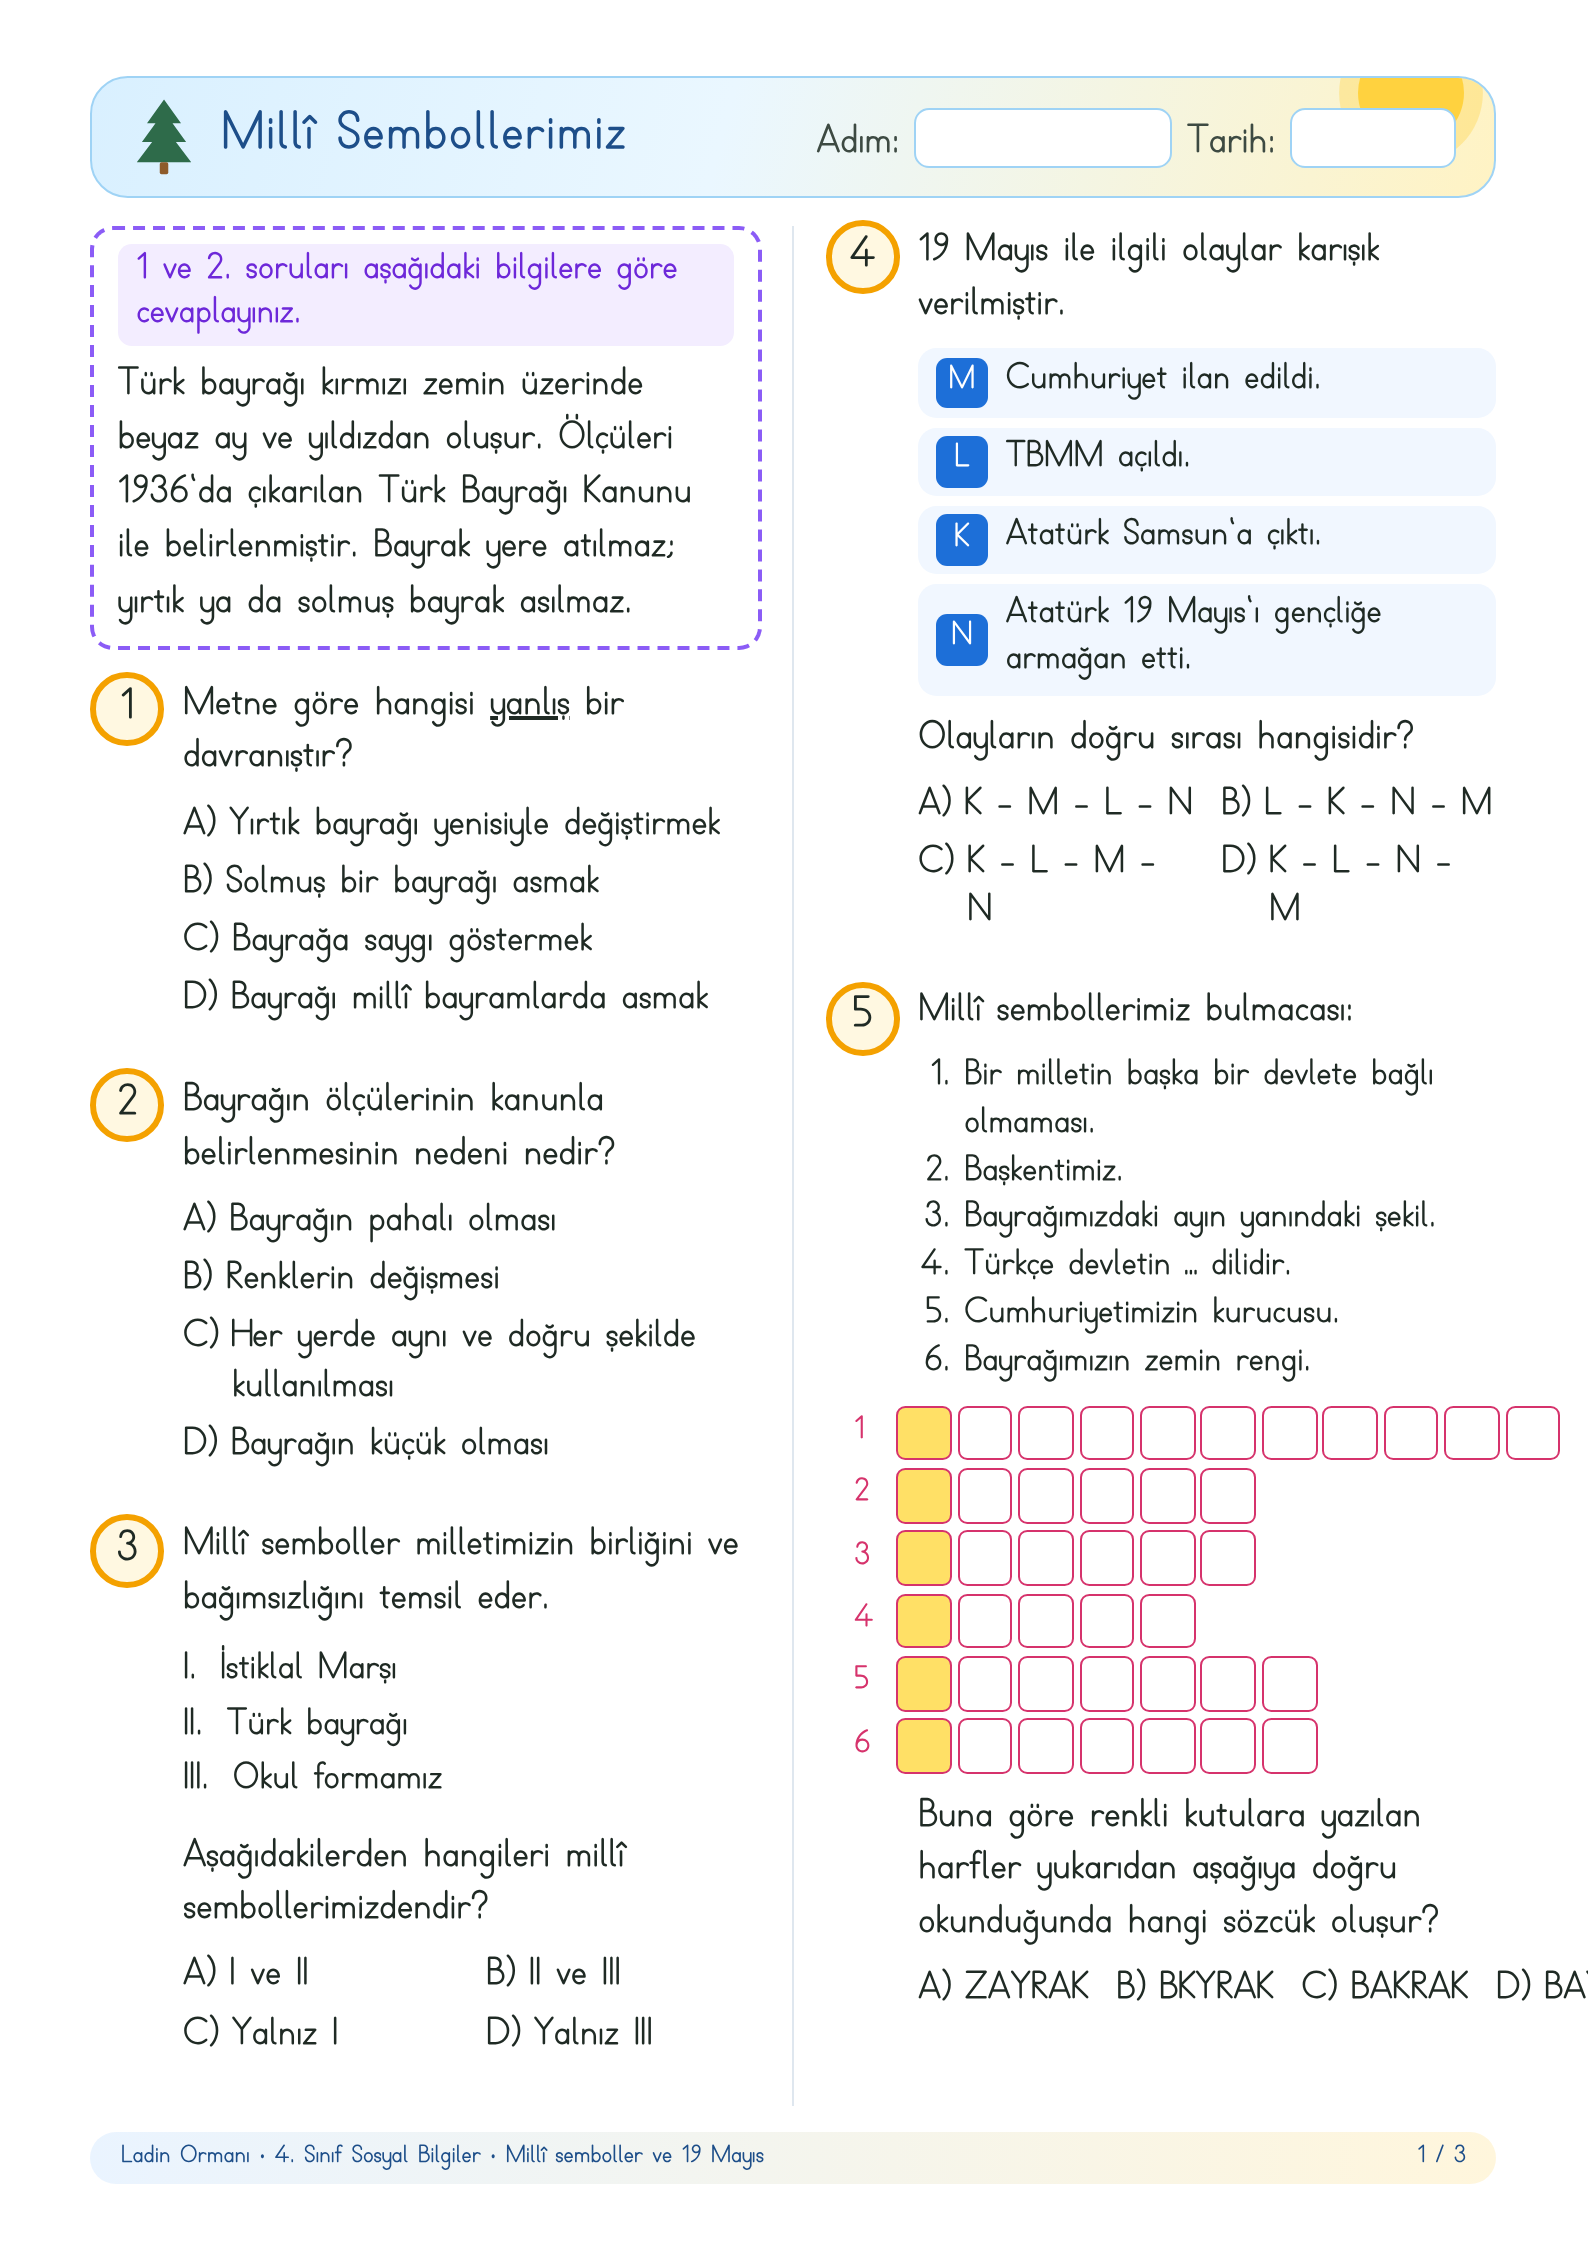 Millî Sembollerimiz
Adım:
Tarih:
1 ve 2. soruları aşağıdaki bilgilere göre
cevaplayınız.
Türk bayrağı kırmızı zemin üzerinde
beyaz ay ve yıldızdan oluşur. Ölçüleri
1936‘da çıkarılan Türk Bayrağı Kanunu
ile belirlenmiştir. Bayrak yere atılmaz;
yırtık ya da solmuş bayrak asılmaz.
1
Metne göre hangisi yanlış bir
davranıştır?
A) Yırtık bayrağı yenisiyle değiştirmek
B) Solmuş bir bayrağı asmak
C) Bayrağa saygı göstermek
D) Bayrağı millî bayramlarda asmak
2
Bayrağın ölçülerinin kanunla
belirlenmesinin nedeni nedir?
A) Bayrağın pahalı olması
B) Renklerin değişmesi
C) Her yerde aynı ve doğru şekilde
kullanılması
D) Bayrağın küçük olması
3
Millî semboller milletimizin birliğini ve
bağımsızlığını temsil eder.
I. İstiklal Marşı
II. Türk bayrağı
III. Okul formamız
Aşağıdakilerden hangileri millî
sembollerimizdendir?
A) I ve II B) II ve III
C) Yalnız I D) Yalnız III
4
19 Mayıs ile ilgili olaylar karışık
verilmiştir.
M Cumhuriyet ilan edildi.
L TBMM açıldı.
K Atatürk Samsun‘a çıktı.
N Atatürk 19 Mayıs‘ı gençliğe
armağan etti.
Olayların doğru sırası hangisidir?
A) K - M - L - N B) L - K - N - M
C) K - L - M - D) K - L - N -
N M
5
Millî sembollerimiz bulmacası:
1. Bir milletin başka bir devlete bağlı
olmaması.
2. Başkentimiz.
3. Bayrağımızdaki ayın yanındaki şekil.
4. Türkçe devletin ... dilidir.
5. Cumhuriyetimizin kurucusu.
6. Bayrağımızın zemin rengi.
1
2
3
4
5
6
Buna göre renkli kutulara yazılan
harfler yukarıdan aşağıya doğru
okunduğunda hangi sözcük oluşur?
A) ZAYRAK B) BKYRAK C) BAKRAK D)
Ladin Ormanı • 4. Sınıf Sosyal Bilgiler • Millî semboller ve 19 Mayıs
1 / 3